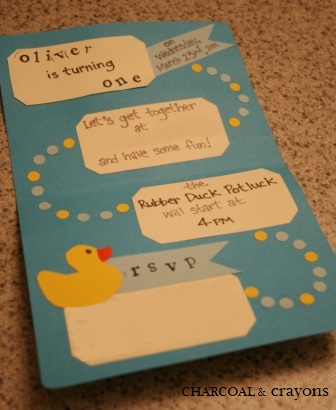 oliver
is turning
one
on
Wednesday,
March 23rd,
Let's get together
at
and have some fun!
the
Rubber Duck Potluck
will start at
4 PM
rsvp
CHARCOAL & crayons